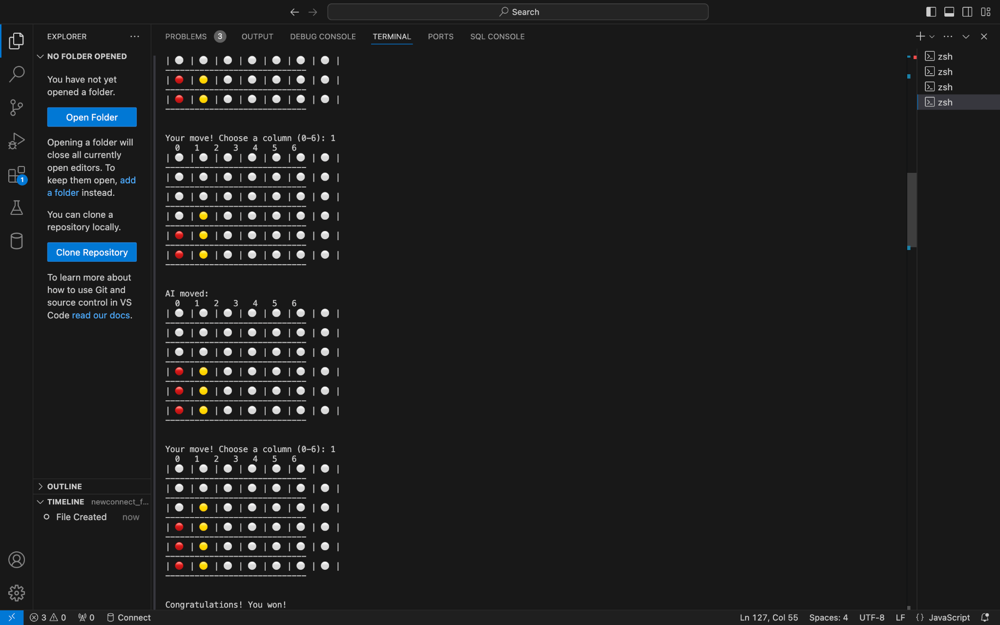 Search
EXPLORER
NO FOLDER OPENED
You have not yet
opened a folder.
Open Folder
Opening a folder will
close all currently
open editors. To
keep them open, add
a folder instead.
You can clone a
repository locally.
Clone Repository
To learn more about
how to use Git and
source control in VS
Code read our docs.
1
OUTLINE
TIMELINE newconnect_f...
File Created now
PROBLEMS 3 OUTPUT DEBUG CONSOLE TERMINAL PORTS SQL CONSOLE
Your move! Choose a column (0-6): 1
0 1 2 3 4 5 6
AI moved:
0 1 2 3 4 5 6
Your move! Choose a column (0-6): 1
0 1 2 3 4 5 6
Congratulations! You won!
zsh
zsh
zsh
zsh
3 0 0 Connect Ln 127, Col 55 Spaces: 4 UTF-8 LF {} JavaScript